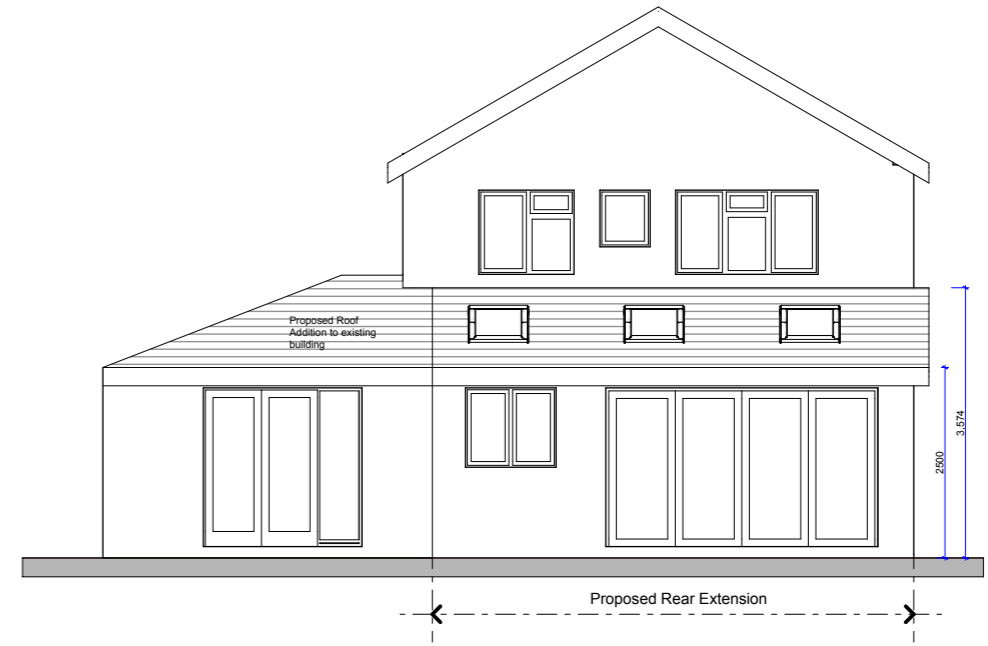 Proposed Roof
Addition to existing
building
3.574
2500
Proposed Rear Extension